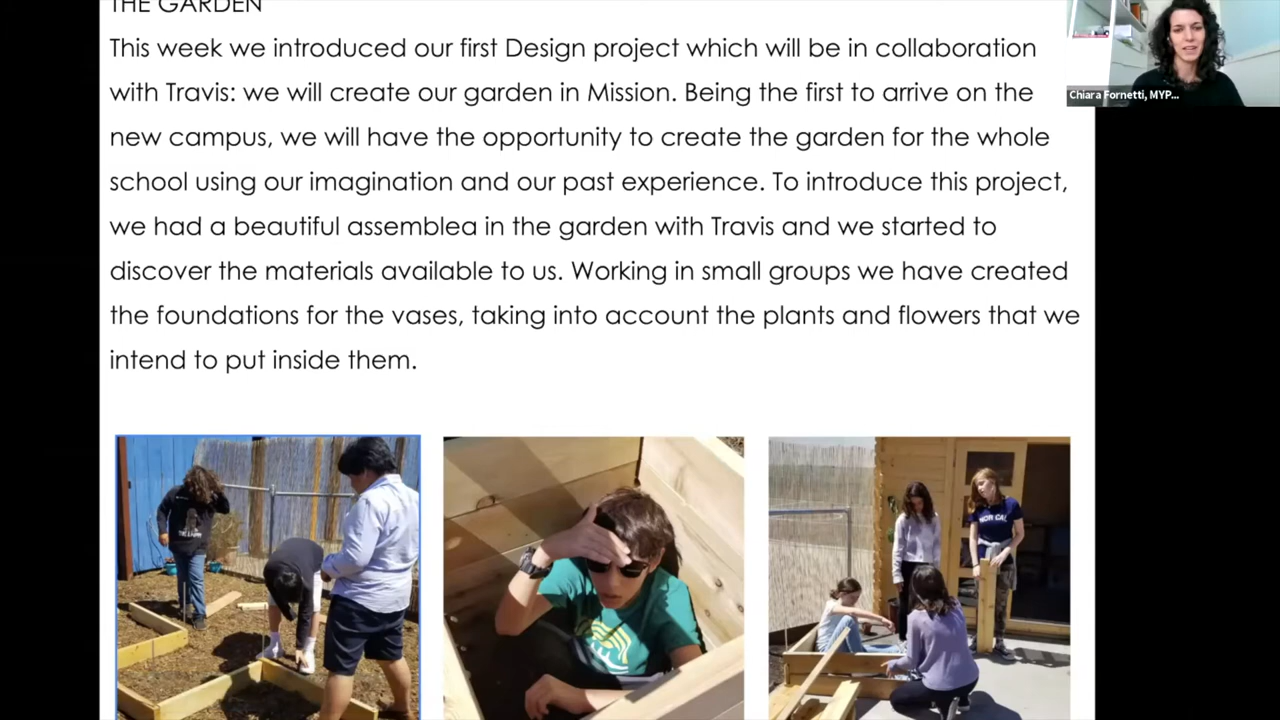 THE GARDEN
This week we introduced our first Design project which will be in collaboration
with Travis: we will create our garden in Mission. Being the first to arrive on the
new campus, we will have the opportunity to create the garden for the whole
school using our imagination and our past experience. To introduce this project,
we had a beautiful assemblea in the garden with Travis and we started to
discover the materials available to us. Working in small groups we have created
the foundations for the vases, taking into account the plants and flowers that we
intend to put inside them.
Chiara Fornetti, MYP...
NOR CAL